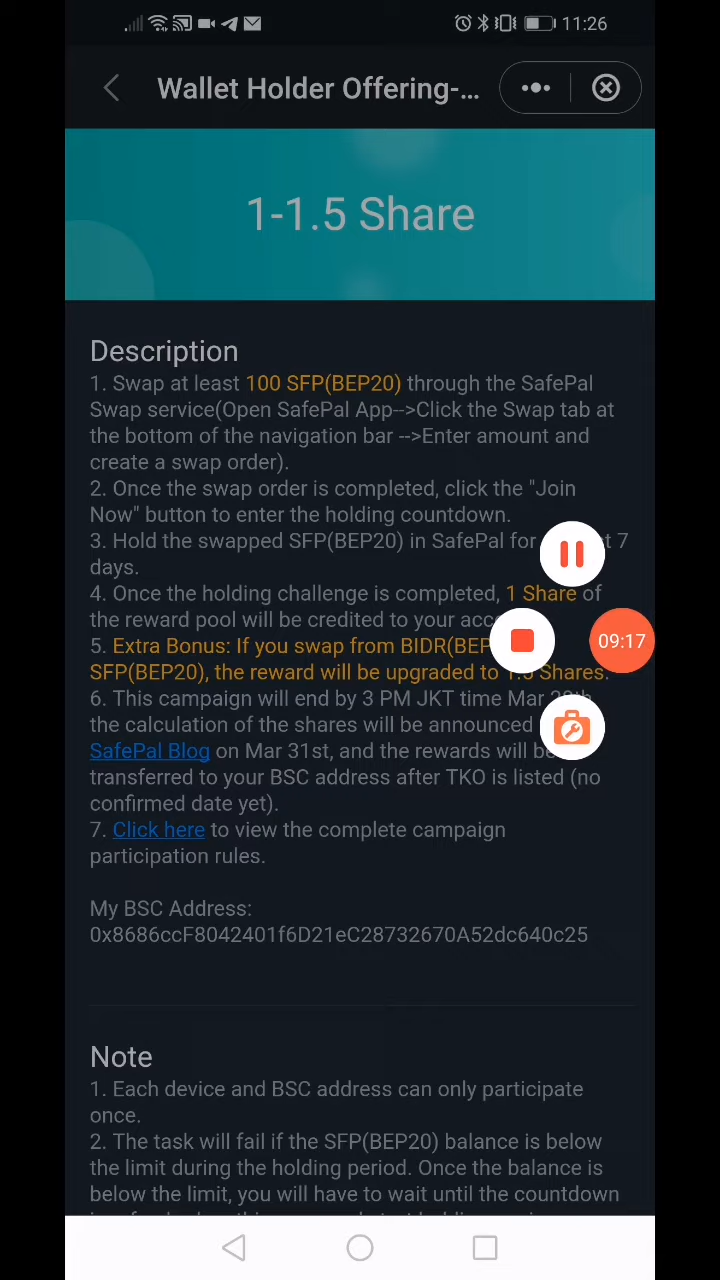 11:26
Wallet Holder Offering-...
1-1.5 Share
Description
1. Swap at least 100 SFP(BEP20) through the SafePal
Swap service(Open SafePal App-->Click the Swap tab at
the bottom of the navigation bar -->Enter amount and
create a swap order).
2. Once the swap order is completed, click the "Join
Now" button to enter the holding countdown.
3. Hold the swapped SFP(BEP20) in SafePal for 7
days.
4. Once the holding challenge is completed, 1 Share of
the reward pool will be credited to your
5. Extra Bonus: If you swap from BIDR(BEP
09:17
SFP(BEP20), the reward will be upgraded to Shares.
6. This campaign will end by 3 PM JKT time Mar
the calculation of the shares will be announced
SafePal Blog on Mar 31st, and the rewards will be
transferred to your BSC address after TKO is listed (no
confirmed date yet).
7. Click here to view the complete campaign
participation rules.
My BSC Address:
0x8686ccF8042401f6D21eC28732670A52dc640c25
Note
1. Each device and BSC address can only participate
once.
2. The task will fail if the SFP(BEP20) balance is below
the limit during the holding period. Once the balance is
below the limit, you will have to wait until the countdown